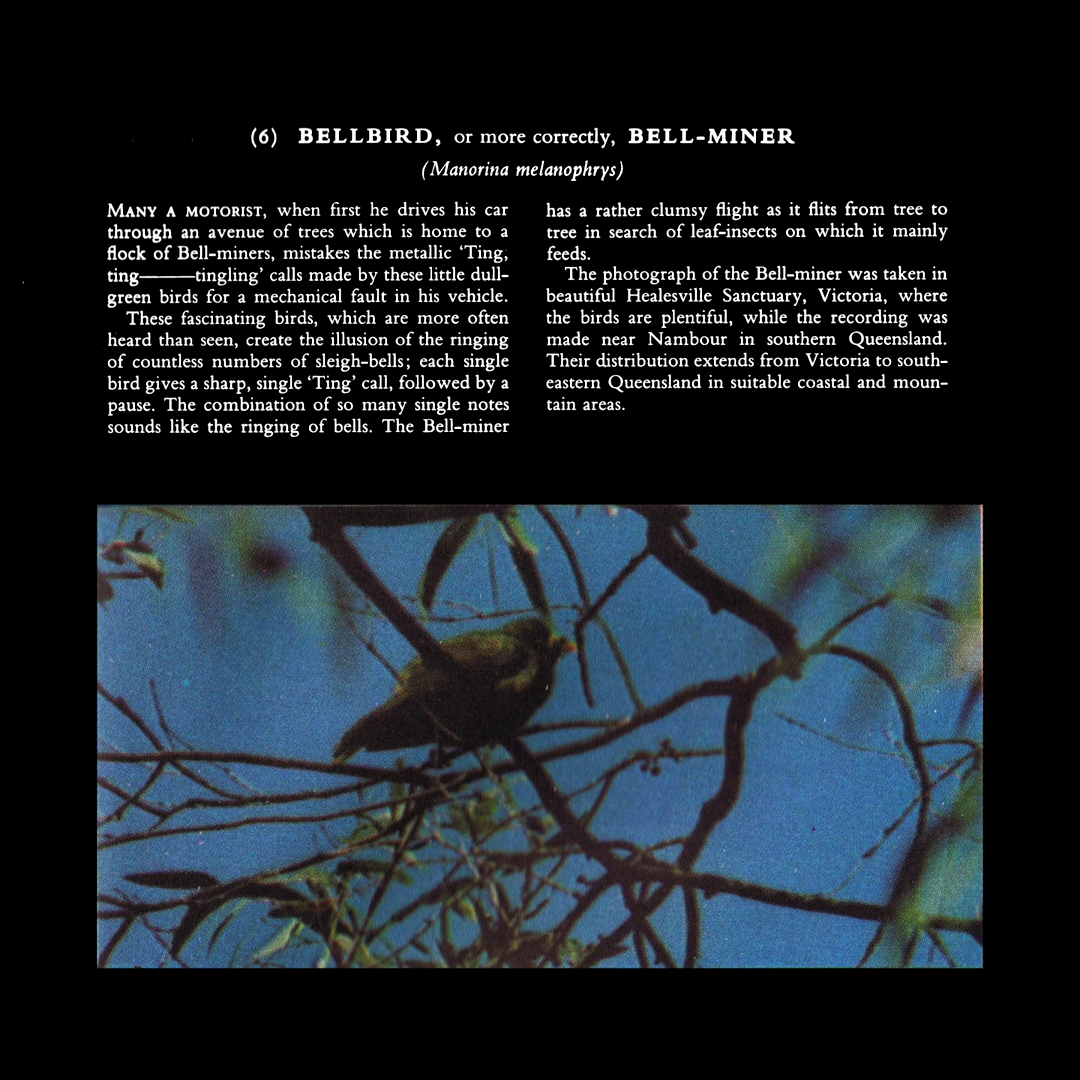 (6) BELLBIRD, or more correctly, BELL-MINER
(Manorina melanophrys)
MANY A MOTORIST, when first he drives his car
through an avenue of trees which is home to a
flock of Bell-miners, mistakes the metallic ‘Ting,
ting———tingling’ calls made by these little dull-
green birds for a mechanical fault in his vehicle.
These fascinating birds, which are more often
heard than seen, create the illusion of the ringing
of countless numbers of sleigh-bells; each single
bird gives a sharp, single ‘Ting’ call, followed by a
pause. The combination of so many single notes
sounds like the ringing of bells. The Bell-miner
has a rather clumsy flight as it flits from tree to
tree in search of leaf-insects on which it mainly
feeds.
The photograph of the Bell-miner was taken in
beautiful Healesville Sanctuary, Victoria, where
the birds are plentiful, while the recording was
made near Nambour in southern Queensland.
Their distribution extends from Victoria to south-
eastern Queensland in suitable coastal and moun-
tain areas.